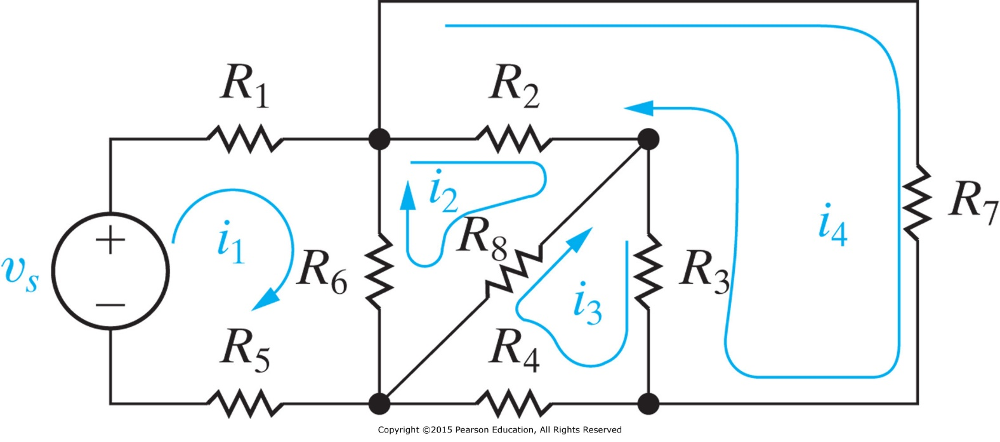 R1
R2
i2
R7
i1
R8
i4
vs
+
−
R6
R3
i3
R5
R4
Copyright ©2015 Pearson Education, All Rights Reserved